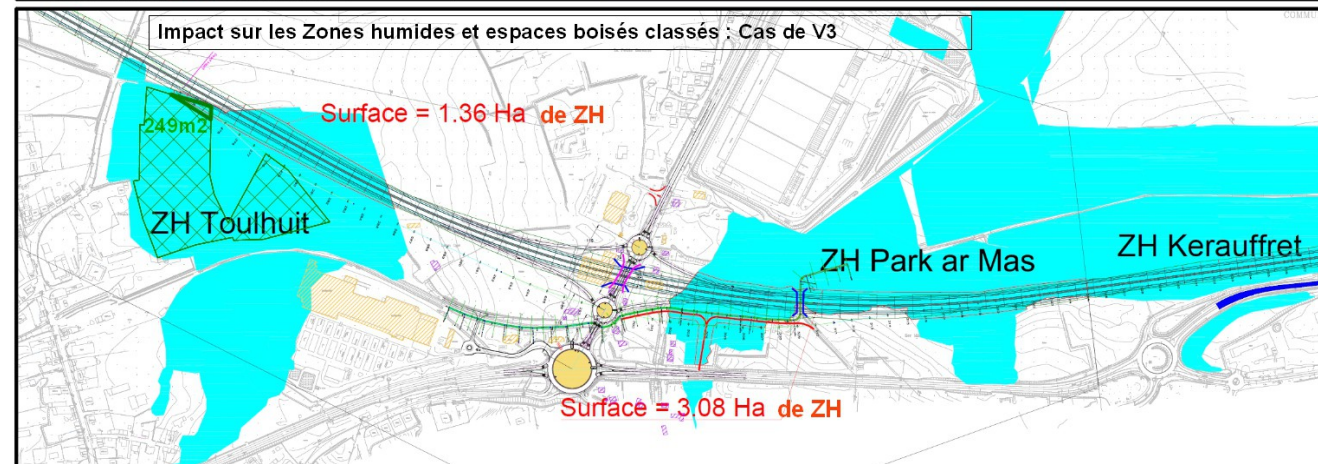 COMMU
Impact sur les Zones humides et espaces boisés classés : Cas de V3
Surface = 1.36 Ha de ZH
249m2
ZH Toulhuit
ZH Kerauffret
ZH Park ar Mas
Surface = 3.08 Ha de ZH